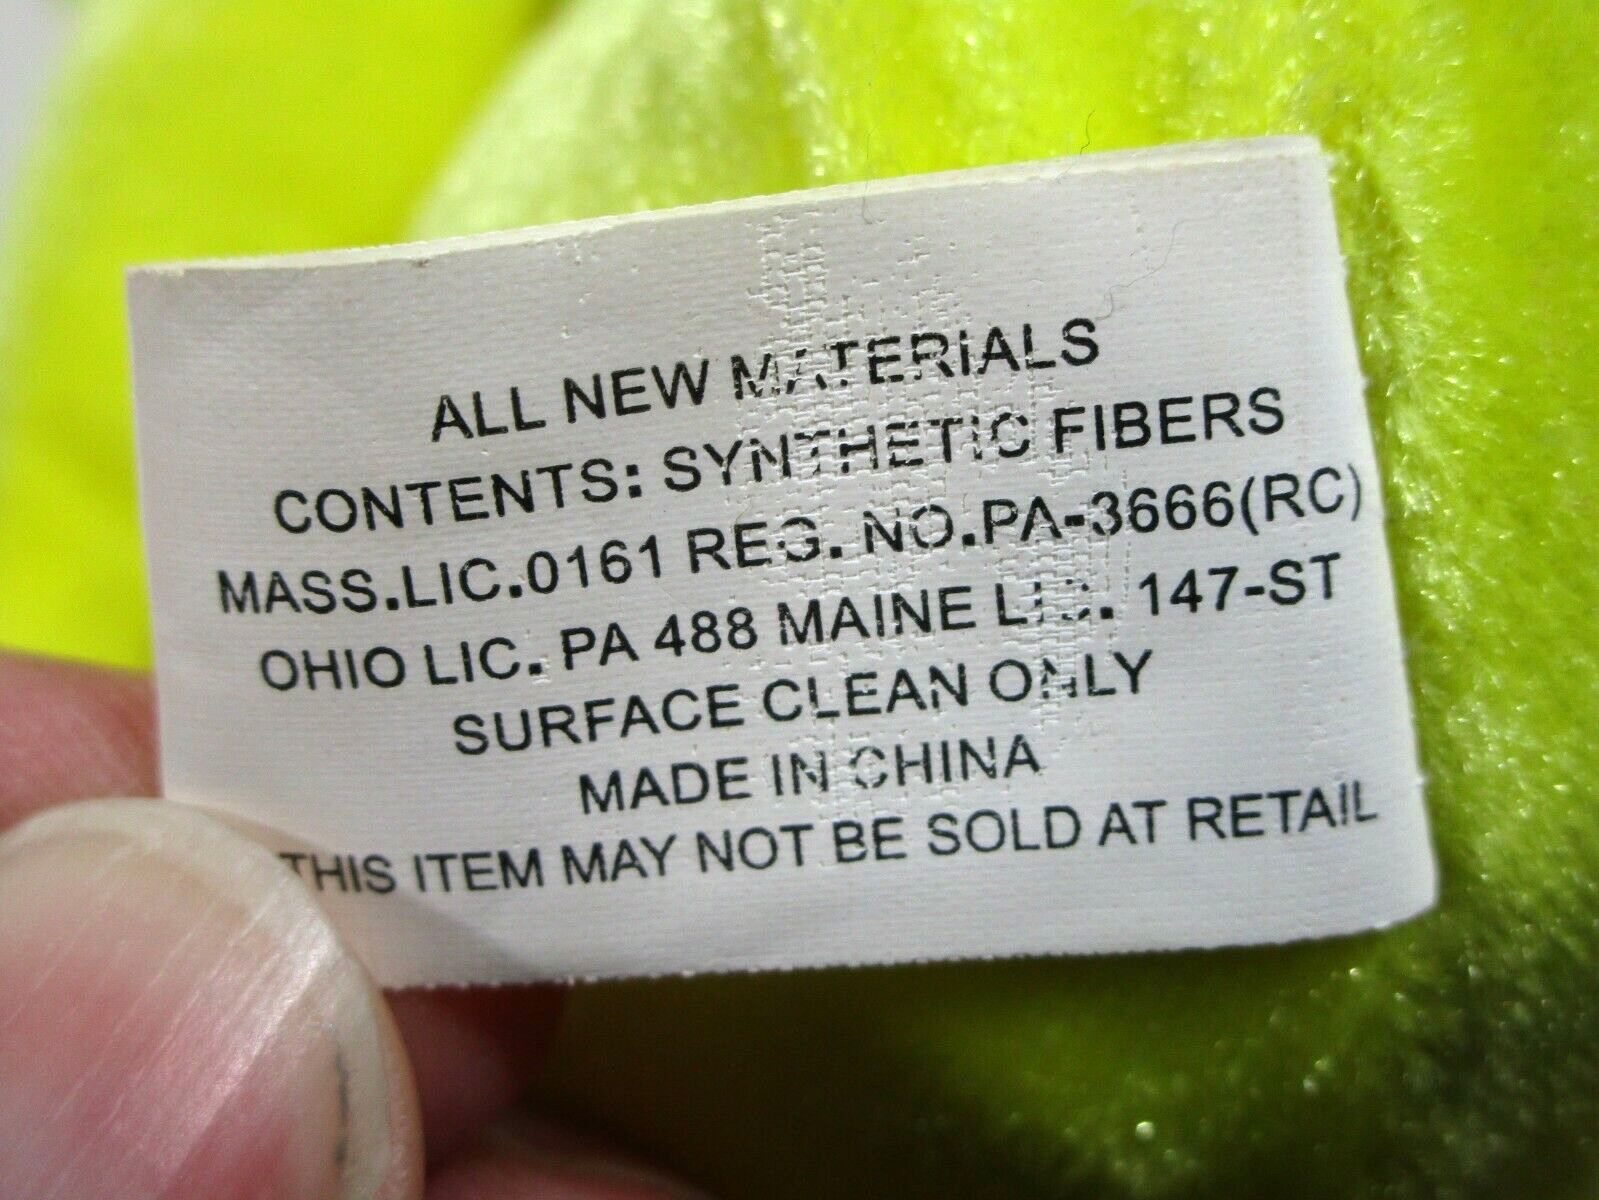 ALL NEW MATERIALS
CONTENTS: SYNTHETIC FIBERS
MASS.LIC.0161 REG. NO.PA-3666(RC)
OHIO LIC. PA 488 MAINE LIC. 147-ST
SURFACE CLEAN ONLY
MADE IN CHINA
THIS ITEM MAY NOT BE SOLD AT RETAIL